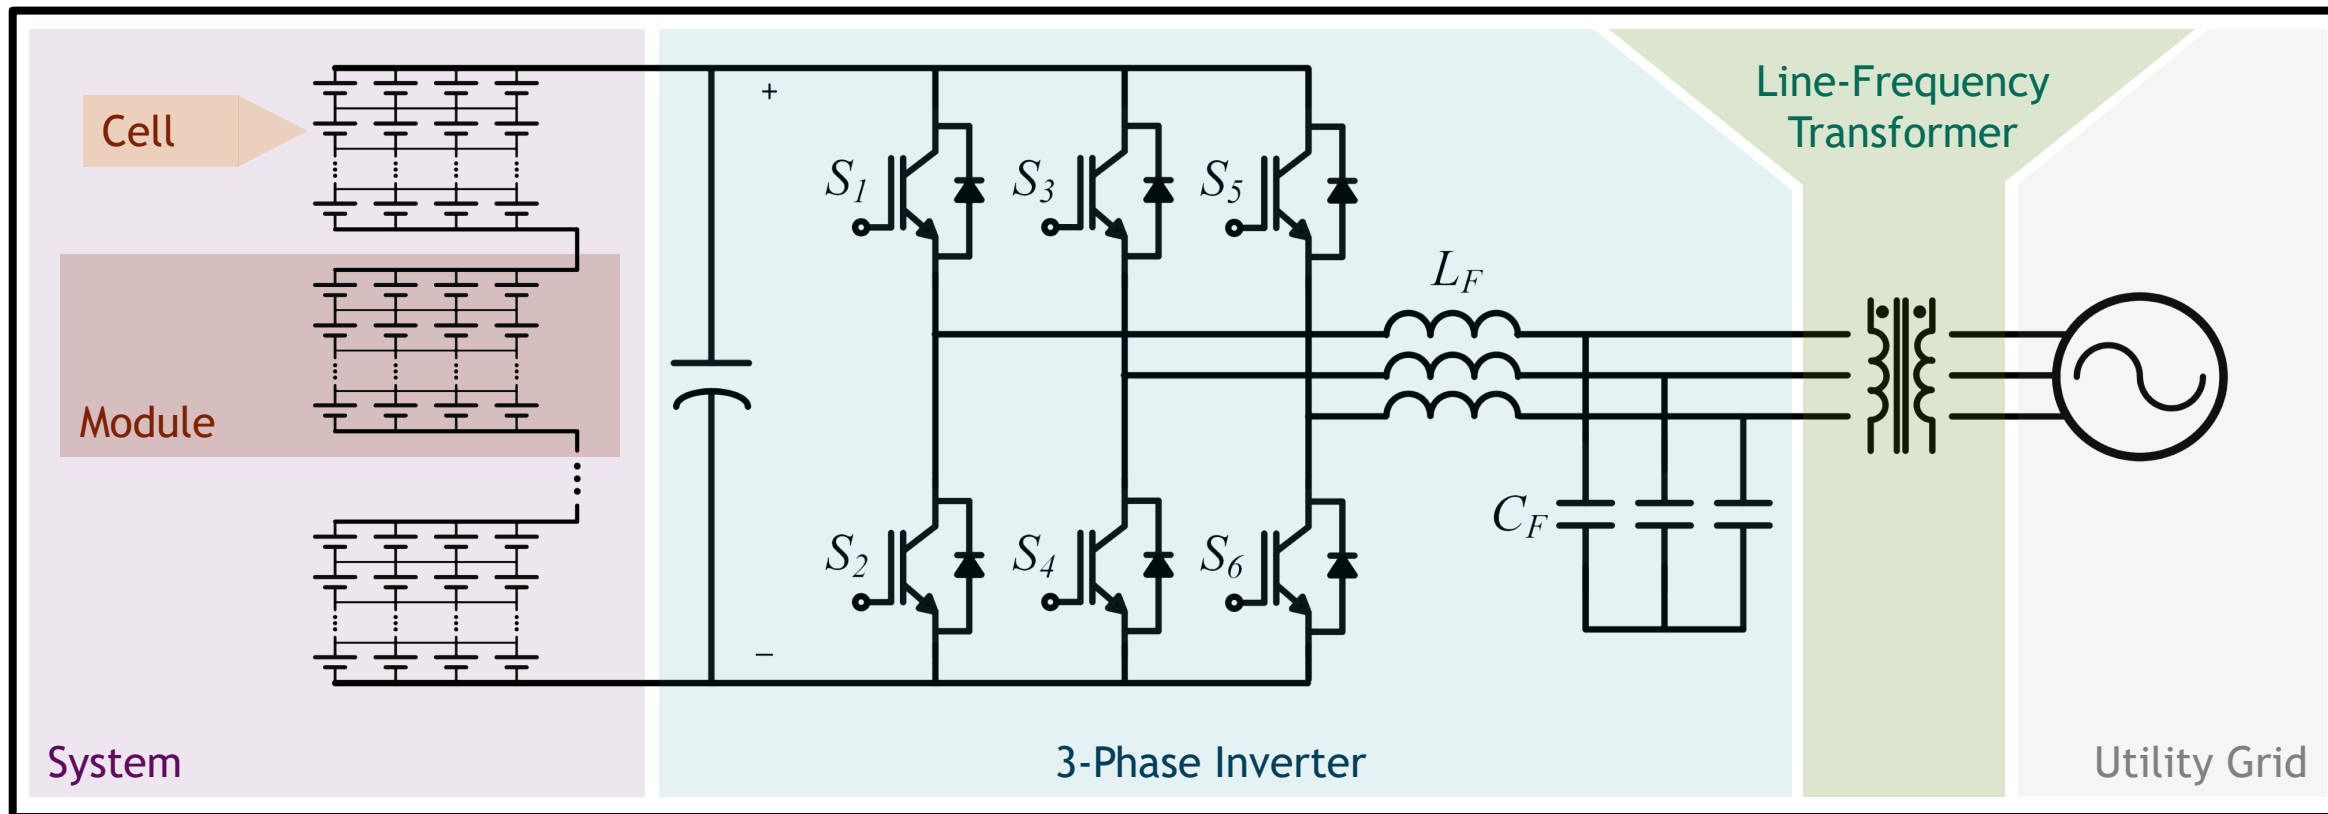 Cell
Module
System
+
−
S1
S3
S5
S2
S4
S6
LF
CF
3-Phase Inverter
Line-Frequency
Transformer
Utility Grid